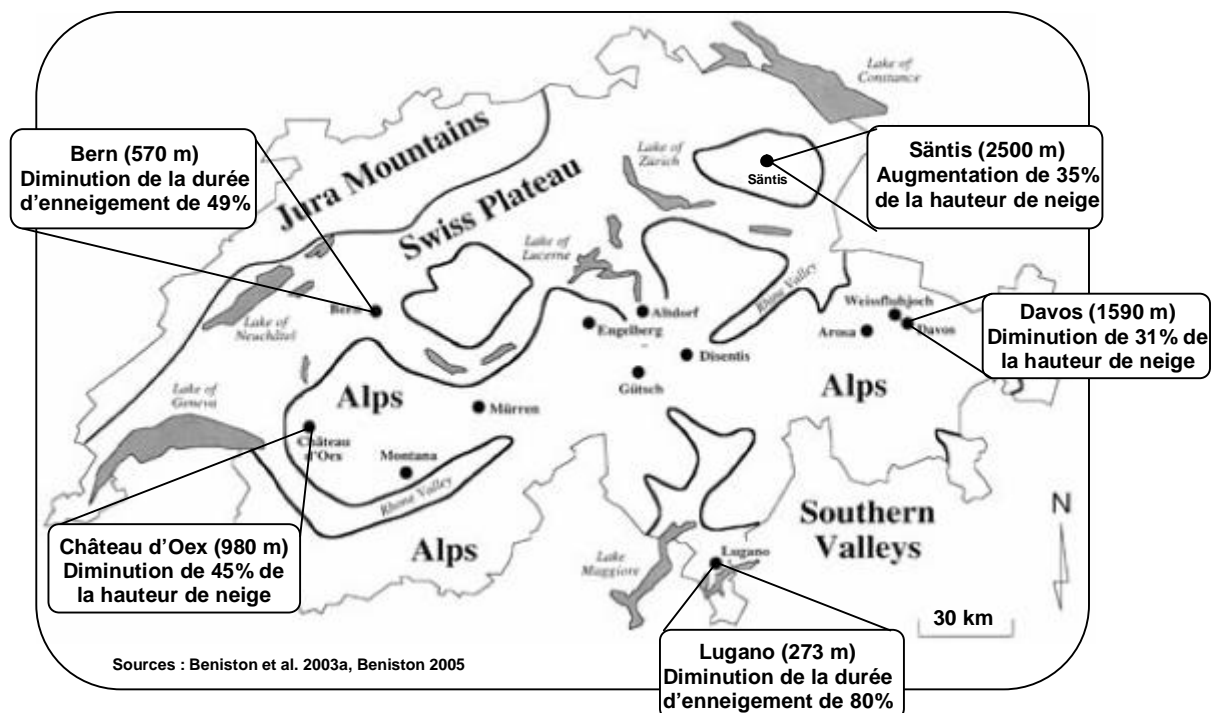 Lake of
Constance
Bern (570 m)
Diminution de la durée
d’enneigement de 49%
Jura Mountains
Swiss Plateau
Lake of
Zürich
Säntis
Säntis (2500 m)
Augmentation de 35%
de la hauteur de neige
Lake of
Lucerne
Rhone Valley
Lake of
Neuchâtel
Bern
Altdorf
Engelberg
Weissfluhjoch
Arosa
Davos
Disentis
Gütsch
Davos (1590 m)
Diminution de 31% de
la hauteur de neige
Lake of
Geneva
Alps
Mürren
Alps
Château
d'Oex
Montana
Rhone Valley
Château d’Oex (980 m)
Diminution de 45% de
la hauteur de neige
Alps
Southern
Valleys
N
Lake
Maggiore
Lugano
30 km
Sources : Beniston et al. 2003a, Beniston 2005
Lugano (273 m)
Diminution de la durée
d’enneigement de 80%